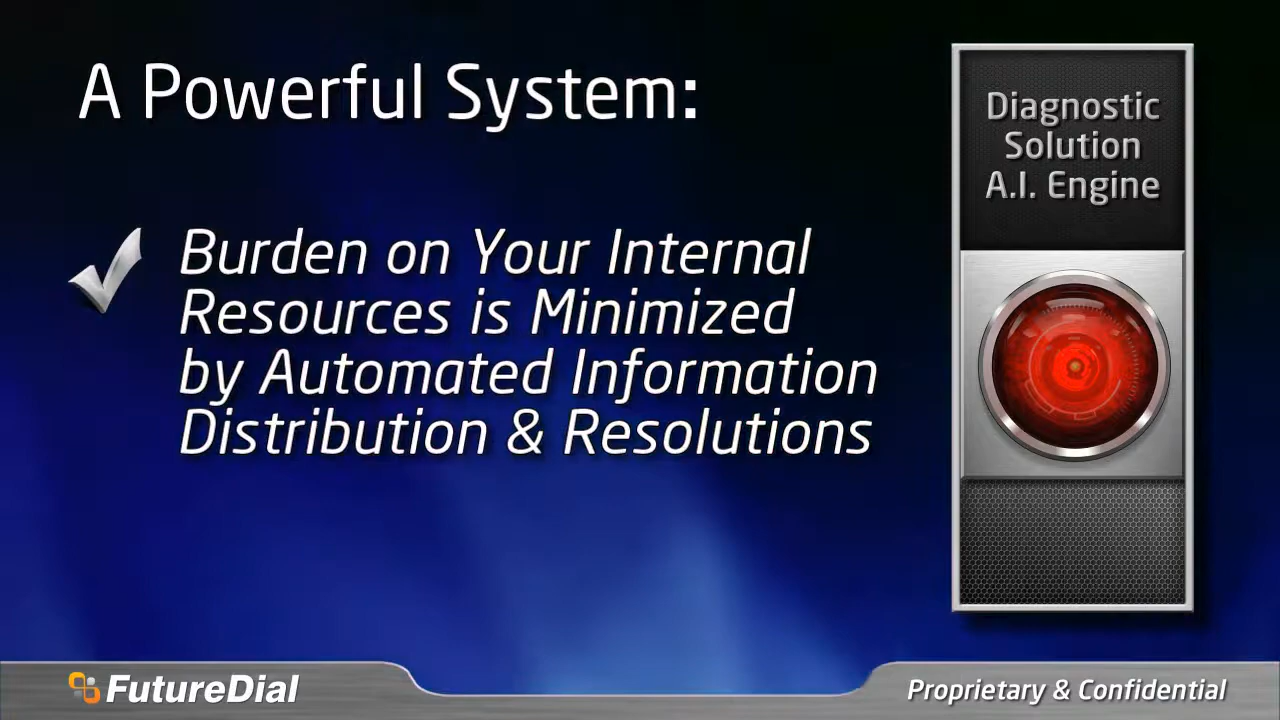 A Powerful System:
Burden on Your Internal
Resources is Minimized
by Automated Information
Distribution & Resolutions
Diagnostic
Solution
A.I. Engine
FutureDial
Proprietary & Confidential